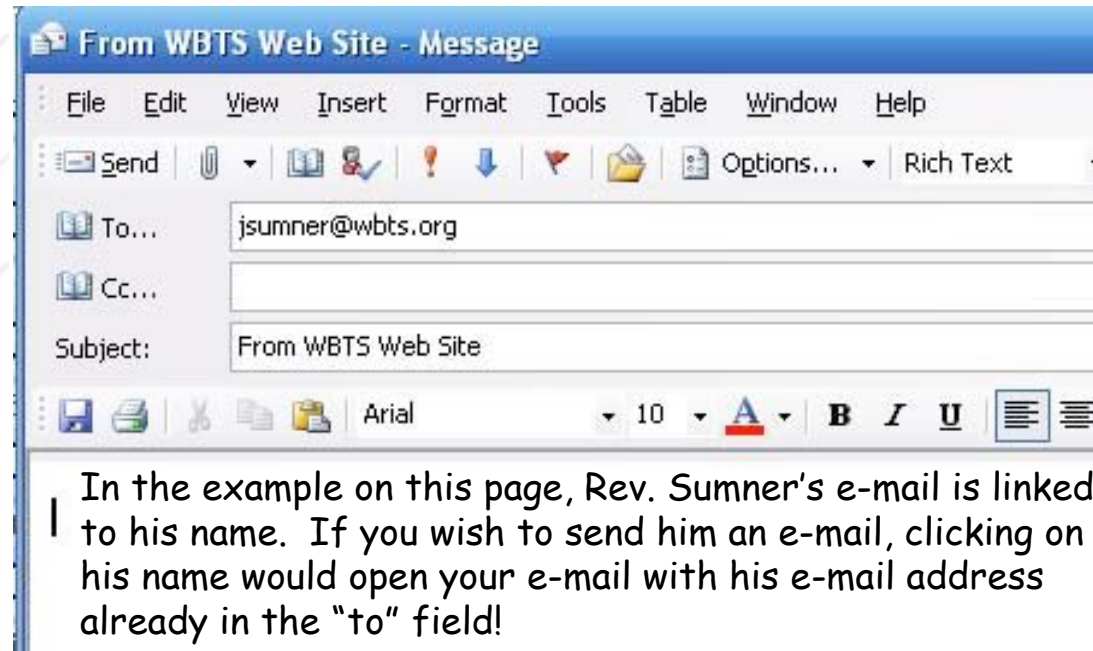 From WBTS Web Site - Message
File Edit View Insert Format Tools Table Window Help
Send Options... Rich Text
To... jsumner@wbts.org
Cc...
Subject: From WBTS Web Site
Arial 10 A B I U
In the example on this page, Rev. Sumner's e-mail is linked
to his name. If you wish to send him an e-mail, clicking on
his name would open your e-mail with his e-mail address
already in the “to” field!